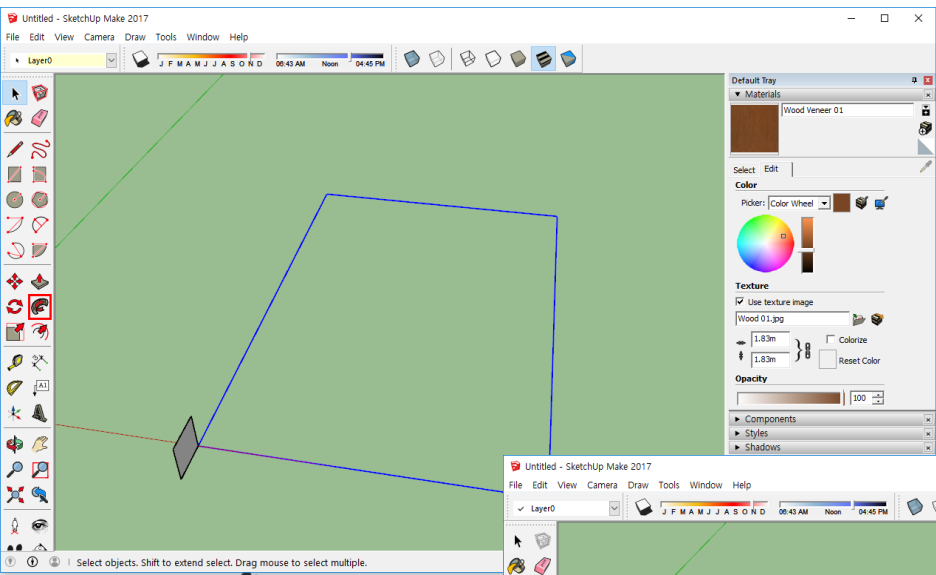 Untitled - SketchUp Make 2017
File Edit View Camera Draw Tools Window Help
Layer0
J F M A M J J A S O N D
06:43 AM Noon 04:45 PM
Default Tray
Materials
Wood Veneer 01
Select Edit
Color
Picker: Color Wheel
Texture
Use texture image
Wood 01.jpg
1.83m
Colorize
1.83m
Reset Color
Opacity
100
Components
Styles
Shadows
A1
Select objects. Shift to extend select. Drag mouse to select multiple.
Untitled - SketchUp Make 2017
File Edit View Camera Draw Tools Window Help
Layer0
J F M A M J J A S O N D
06:43 AM Noon 04:45 PM